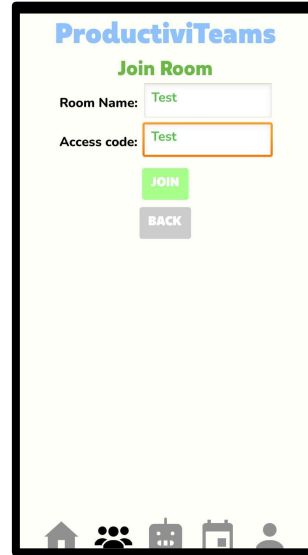 ProductiviTeams
Join Room
Room Name: Test
Access code: Test
JOIN
BACK